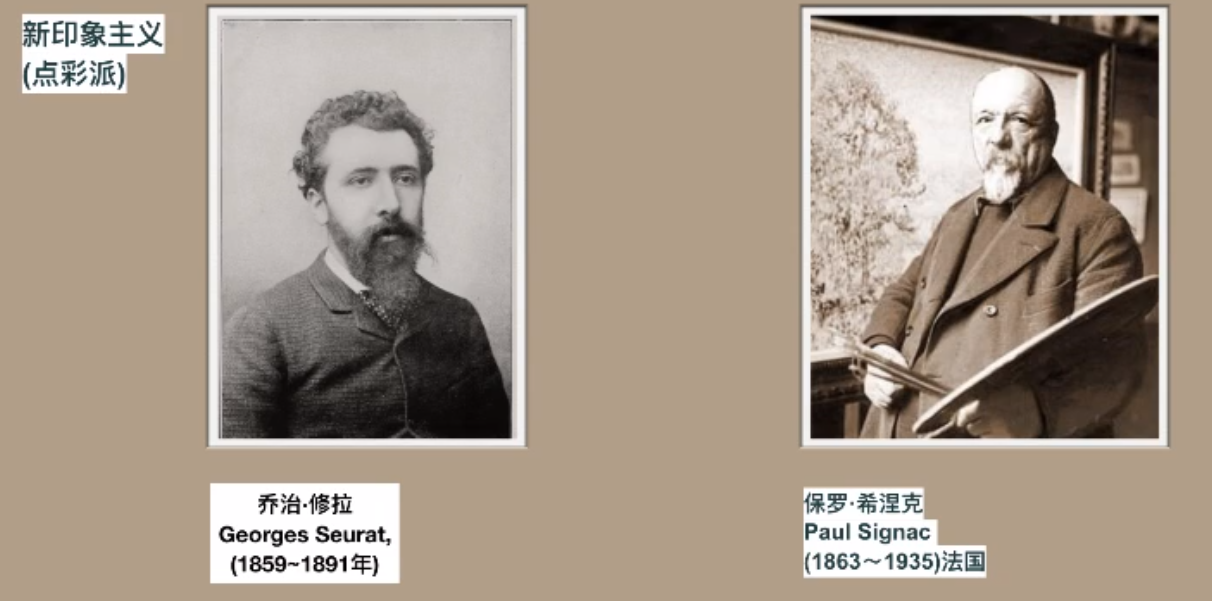 新印象主义
(点彩派)
乔治·修拉
Georges Seurat,
(1859~1891年)
保罗·希涅克
Paul Signac
(1863～1935)法国